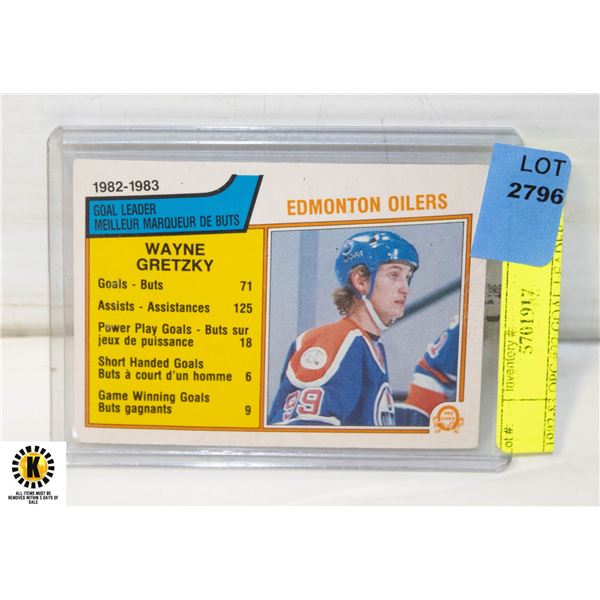 1982-1983
GOAL LEADER
MEILLEUR MARQUEUR DE BUTS
EDMONTON OILERS
WAYNE
GRETZKY
Goals - Buts 71
Assists - Assistances 125
Power Play Goals - Buts sur
jeux de puissance 18
Short Handed Goals
Buts à court d'un homme 6
Game Winning Goals
Buts gagnants 9
99
LOT
2796
Inventory #:
3701917
Lot #:
K
ALL ITEMS MUST BE
REMOVED WITHIN 5 DAYS OF
SALE